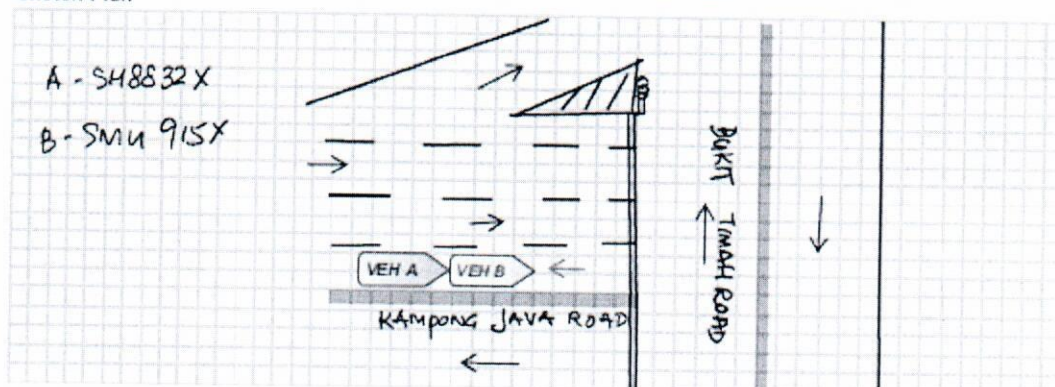 A - SH8832X
B - SMU 915X
VEH A
VEH B
KAMPONG JAVA ROAD
BUKIT TIMAH ROAD